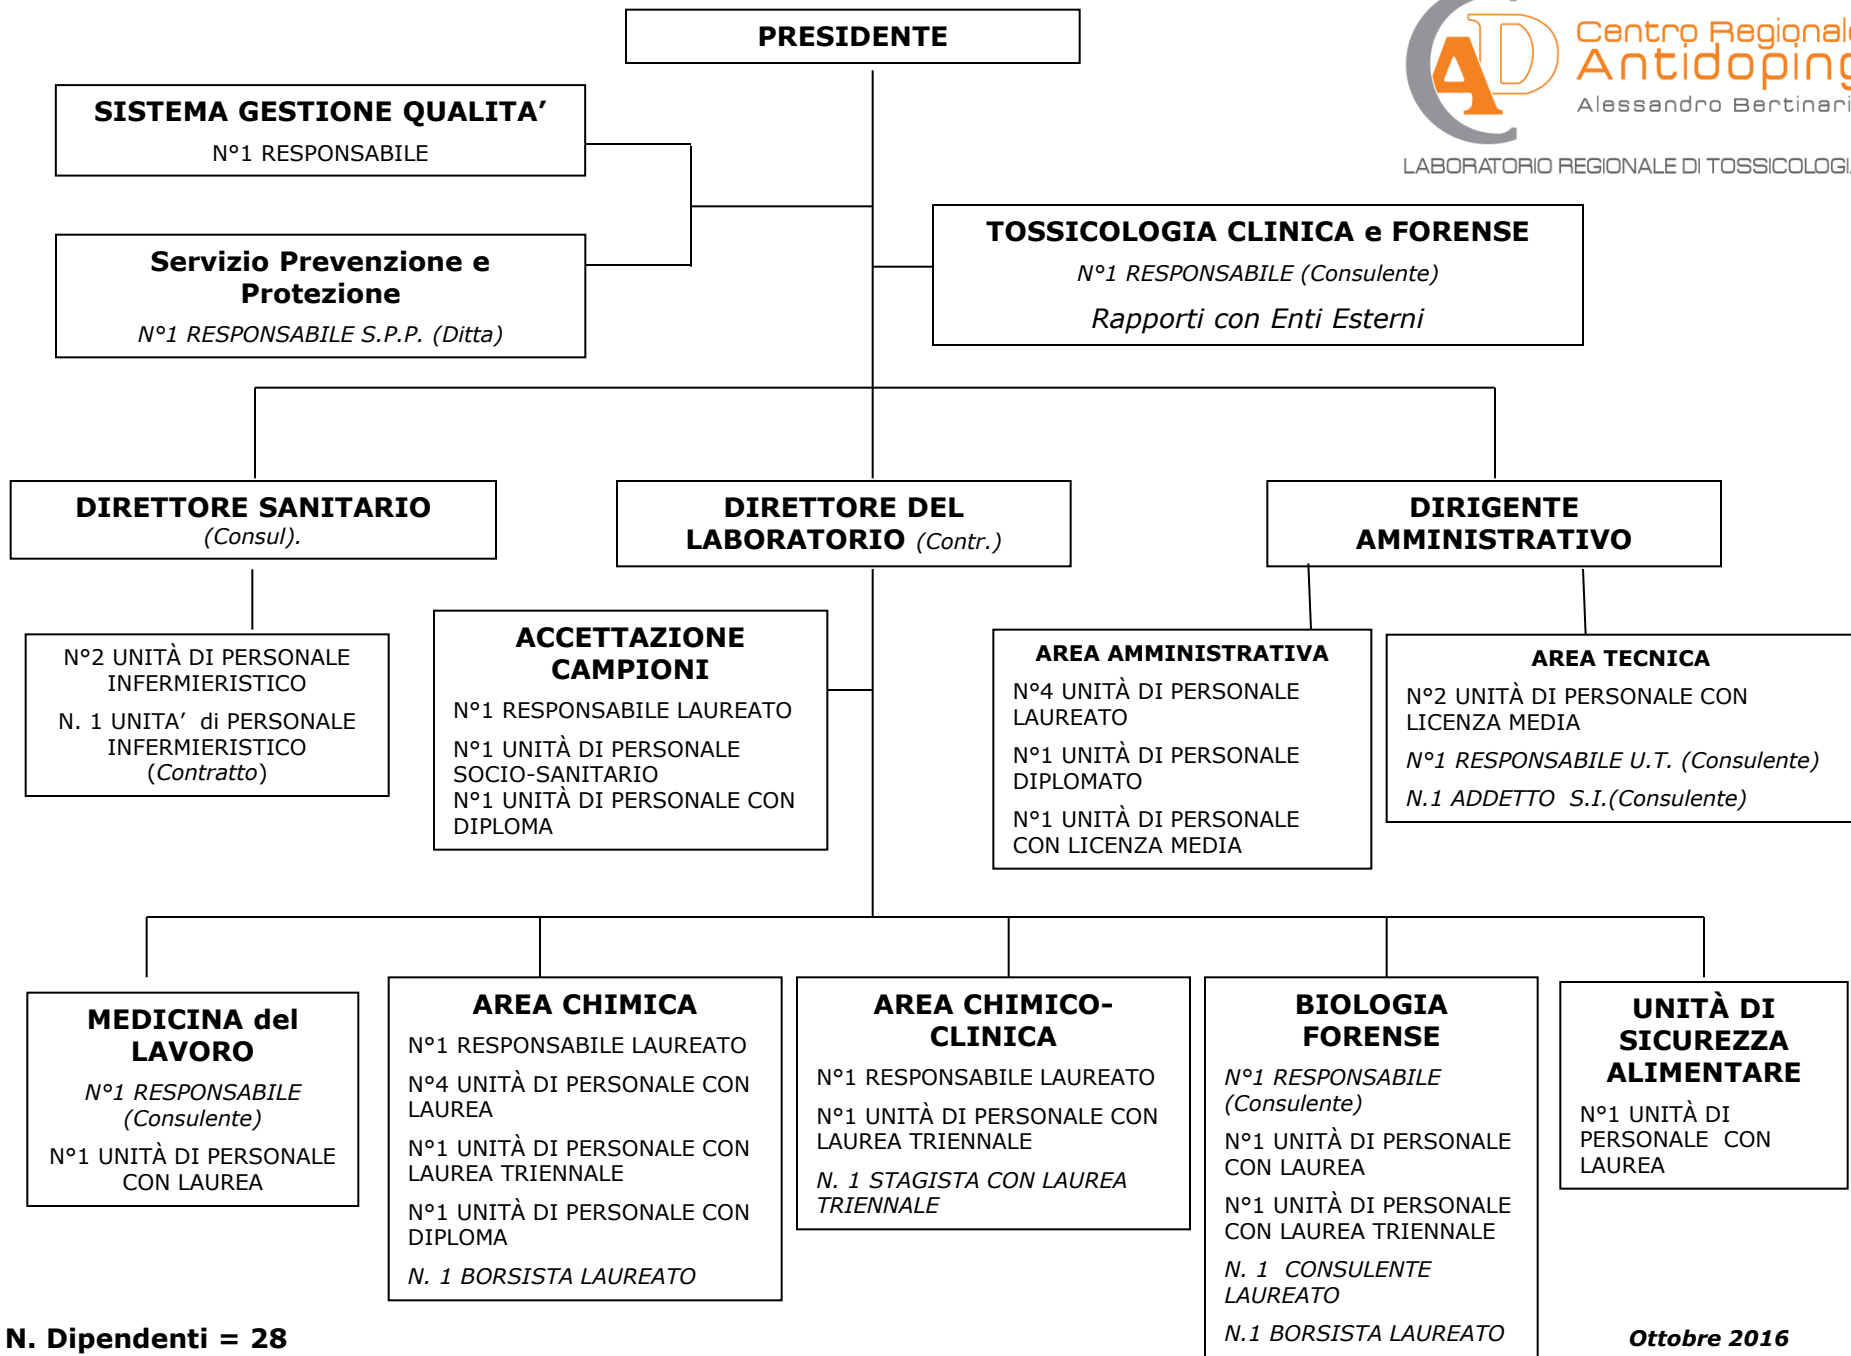 PRESIDENTE
Centro Regionale
Antidoping
Alessandro Bertinari
LABORATORIO REGIONALE DI TOSSICOLOGIA
SISTEMA GESTIONE QUALITA’
N°1 RESPONSABILE
Servizio Prevenzione e
Protezione
N°1 RESPONSABILE S.P.P. (Ditta)
TOSSICOLOGIA CLINICA e FORENSE
N°1 RESPONSABILE (Consulente)
Rapporti con Enti Esterni
DIRETTORE SANITARIO
(Consul).
DIRETTORE DEL
LABORATORIO (Contr.)
DIRIGENTE
AMMINISTRATIVO
N°2 UNITÀ DI PERSONALE
INFERMIERISTICO
N. 1 UNITA’ di PERSONALE
INFERMIERISTICO
(Contratto)
ACCETTAZIONE
CAMPIONI
N°1 RESPONSABILE LAUREATO
N°1 UNITÀ DI PERSONALE
SOCIO-SANITARIO
N°1 UNITÀ DI PERSONALE CON
DIPLOMA
AREA AMMINISTRATIVA
N°4 UNITÀ DI PERSONALE
LAUREATO
N°1 UNITÀ DI PERSONALE
DIPLOMATO
N°1 UNITÀ DI PERSONALE
CON LICENZA MEDIA
AREA TECNICA
N°2 UNITÀ DI PERSONALE CON
LICENZA MEDIA
N°1 RESPONSABILE U.T. (Consulente)
N.1 ADDETTO S.I.(Consulente)
MEDICINA del
LAVORO
N°1 RESPONSABILE
(Consulente)
N°1 UNITÀ DI PERSONALE
CON LAUREA
AREA CHIMICA
N°1 RESPONSABILE LAUREATO
N°4 UNITÀ DI PERSONALE CON
LAUREA
N°1 UNITÀ DI PERSONALE CON
LAUREA TRIENNALE
N°1 UNITÀ DI PERSONALE CON
DIPLOMA
N. 1 BORSISTA LAUREATO
AREA CHIMICO-
CLINICA
N°1 RESPONSABILE LAUREATO
N°1 UNITÀ DI PERSONALE CON
LAUREA TRIENNALE
N. 1 STAGISTA CON LAUREA
TRIENNALE
BIOLOGIA
FORENSE
N°1 RESPONSABILE
(Consulente)
N°1 UNITÀ DI PERSONALE
CON LAUREA
N°1 UNITÀ DI PERSONALE
CON LAUREA TRIENNALE
N. 1 CONSULENTE
LAUREATO
N.1 BORSISTA LAUREATO
UNITÀ DI
SICUREZZA
ALIMENTARE
N°1 UNITÀ DI
PERSONALE CON
LAUREA
N. Dipendenti = 28
Ottobre 2016